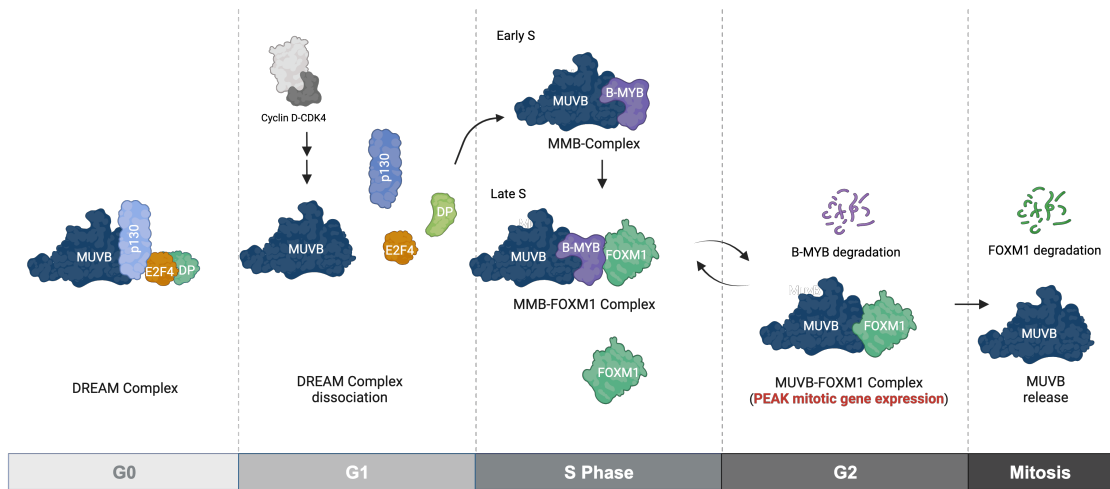 MUVB
p130
E2F4
DP
DREAM Complex
Cyclin D-CDK4
p130
DP
MUVB
E2F4
DREAM Complex
dissociation
Early S
MUVB
B-MYB
MMB-Complex
Late S
MUVB
B-MYB
FOXM1
MMB-FOXM1 Complex
FOXM1
B-MYB degradation
MuvB
MUVB
FOXM1
MUVB-FOXM1 Complex
(PEAK mitotic gene expression)
FOXM1 degradation
MUVB
MUVB
release
G0
G1
S Phase
G2
Mitosis